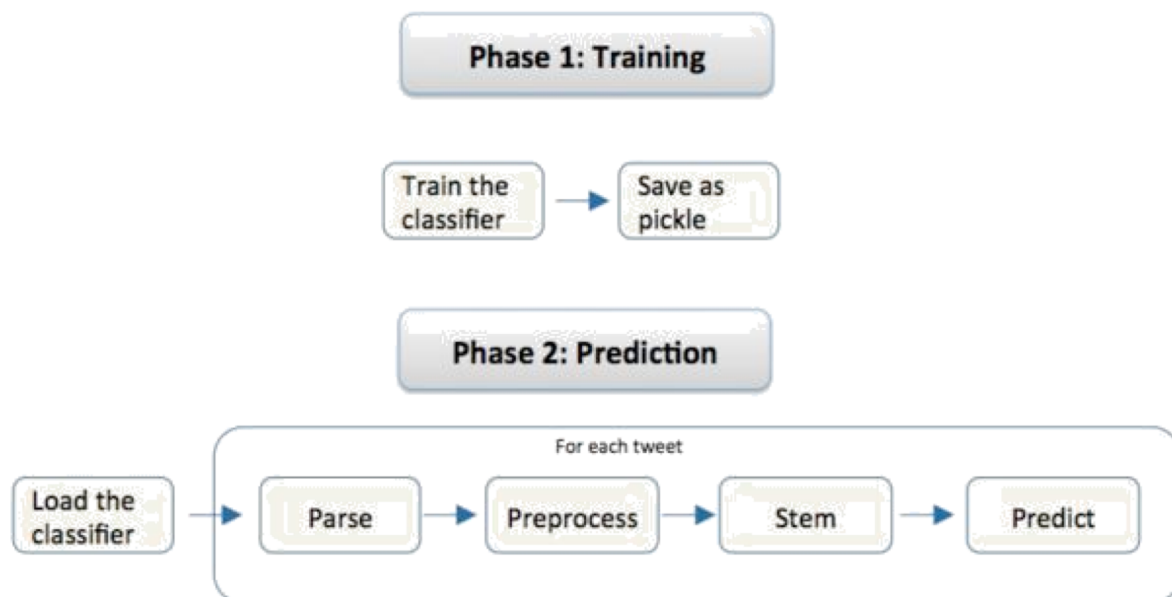 Phase 1: Training
Train the
classifier
Save as
pickle
Phase 2: Prediction
For each tweet
Load the
classifier
Parse
Preprocess
Stem
Predict